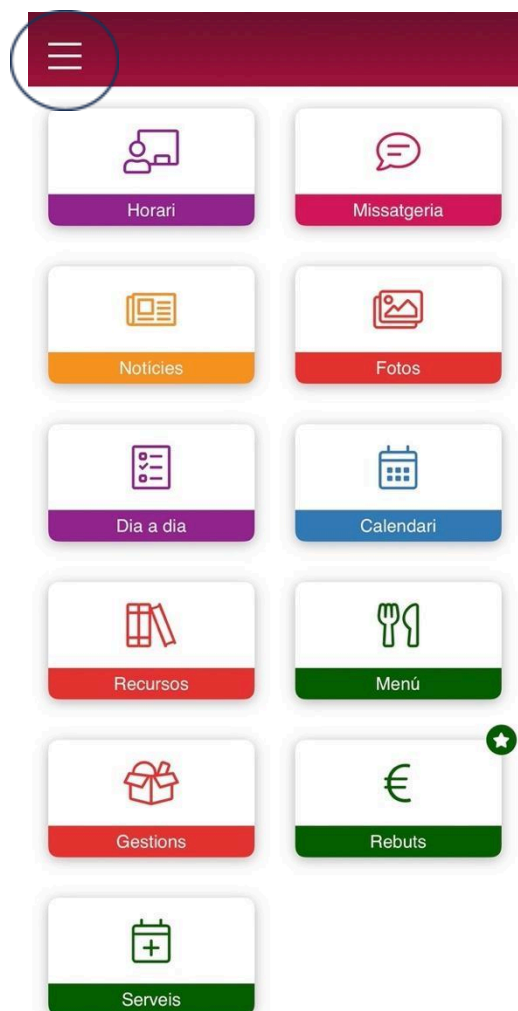 Horari
Missatgeria
Notícies
Fotos
Dia a dia
Calendari
Recursos
Menú
Gestions
€
Rebuts
Serveis